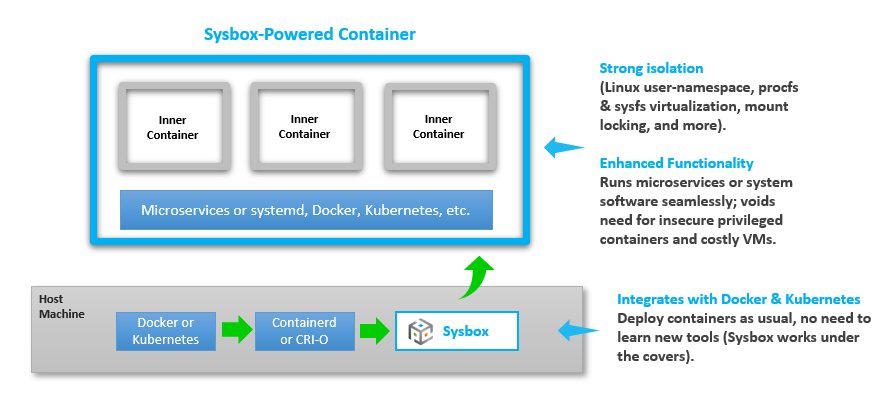 Sysbox-Powered Container
Inner
Container
Inner
Container
Inner
Container
Microservices or systemd, Docker, Kubernetes, etc.
Strong isolation
(Linux user-namespace, procfs
& sysfs virtualization, mount
locking, and more).
Enhanced Functionality
Runs microservices or system
software seamlessly; voids
need for insecure privileged
containers and costly VMs.
Host
Machine
Docker or
Kubernetes
Containerd
or CRI-O
Sysbox
Integrates with Docker & Kubernetes
Deploy containers as usual, no need to
learn new tools (Sysbox works under
the covers).